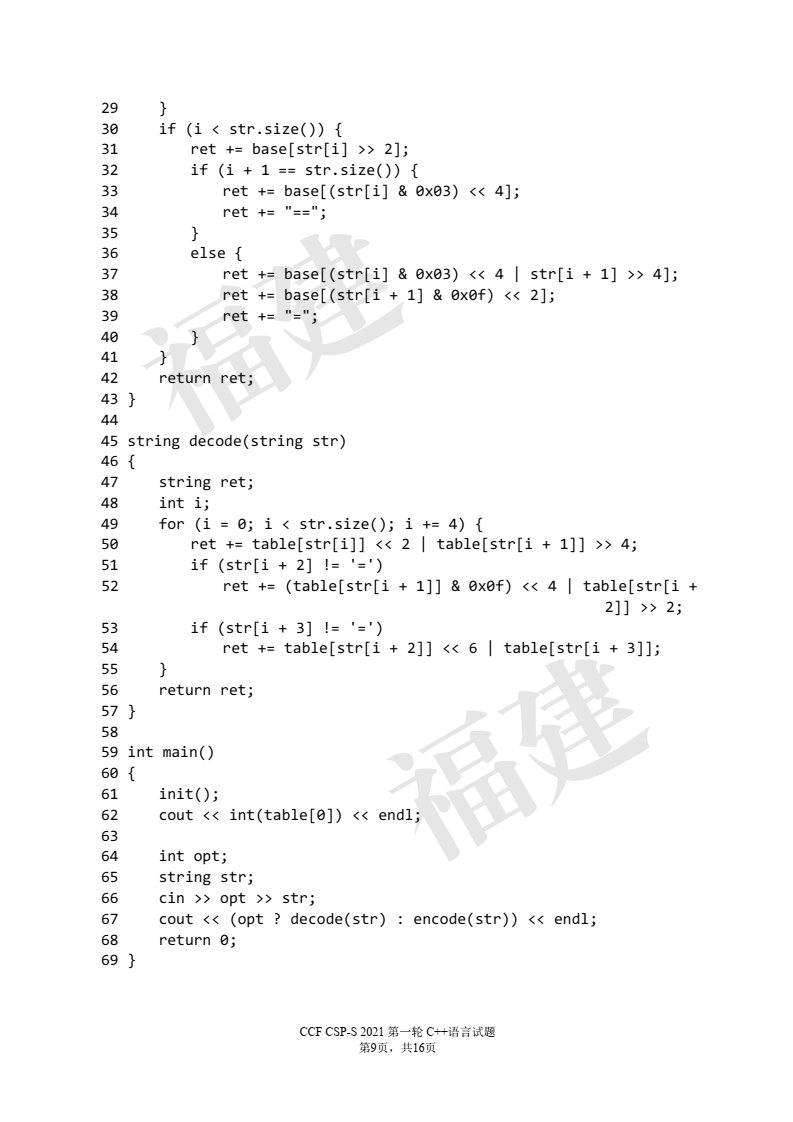 29    }
30    if (i < str.size()) {
31        ret += base[str[i] >> 2];
32        if (i + 1 == str.size()) {
33            ret += base[(str[i] & 0x03) << 4];
34            ret += "==";
35        }
36        else {
37            ret += base[(str[i] & 0x03) << 4 | str[i + 1] >> 4];
38            ret += base[(str[i + 1] & 0x0f) << 2];
39            ret += "=";
40        }
41    }
42    return ret;
43 }
44
45 string decode(string str)
46 {
47    string ret;
48    int i;
49    for (i = 0; i < str.size(); i += 4) {
50        ret += table[str[i]] << 2 | table[str[i + 1]] >> 4;
51        if (str[i + 2] != '=')
52            ret += (table[str[i + 1]] & 0x0f) << 4 | table[str[i +
2]] >> 2;
53        if (str[i + 3] != '=')
54            ret += table[str[i + 2]] << 6 | table[str[i + 3]];
55    }
56    return ret;
57 }
58
59 int main()
60 {
61    init();
62    cout << int(table[0]) << endl;
63
64    int opt;
65    string str;
66    cin >> opt >> str;
67    cout << (opt ? decode(str) : encode(str)) << endl;
68    return 0;
69 }
福建
福建
CCF CSP-S 2021 第一轮 C++语言试题
第9页，共16页